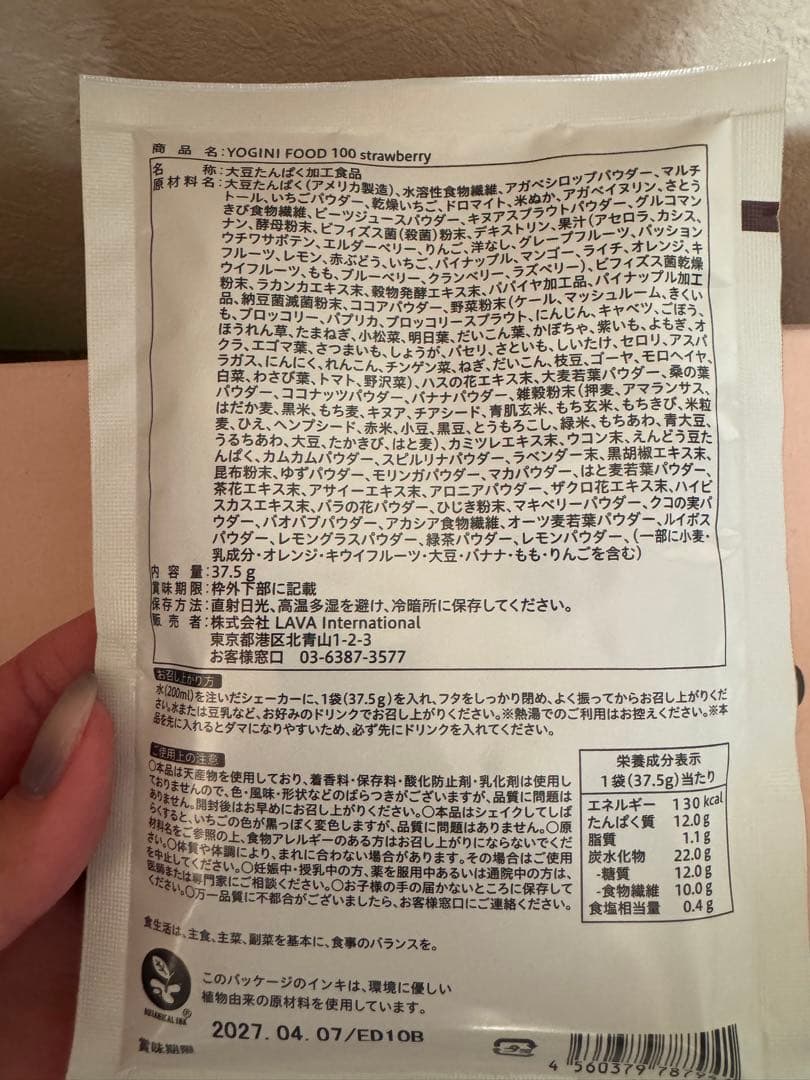 商品名:YOGINI FOOD 100 strawberry
名称:大豆たんぱく加工食品
原材料名:大豆たんぱく(アメリカ製造)、水溶性食物繊維、アガベシロップパウダー、マルチ
トール、いちごパウダー、乾燥いちご、ドロマイト、米ぬか、アガベイヌリン、さとう
きび食物繊維、ビーツジュースパウダー、キヌアスプラウトパウダー、グルコマン
ナン、酵母粉末、ビフィズス菌(殺菌)粉末、デキストリン、果汁(アセロラ、カシス、
ウチワサボテン、エルダーベリー、りんご、洋なし、グレープフルーツ、パッション
フルーツ、レモン、赤ぶどう、いちご、パイナップル、マンゴー、ライチ、オレンジ、キ
ウイフルーツ、もも、ブルーベリー、クランベリー、ラズベリー)、ビフィズス菌乾燥
粉末、ラカンカエキス末、穀物発酵エキス末、パパイヤ加工品、パイナップル加工
品、納豆菌滅菌粉末、ココアパウダー、野菜粉末(ケール、マッシュルーム、きくい
も、ブロッコリー、パプリカ、ブロッコリースプラウト、にんじん、キャベツ、ごぼう、
ほうれん草、たまねぎ、小松菜、明日葉、だいこん葉、かぼちゃ、紫いも、よもぎ、オ
クラ、エゴマ葉、さつまいも、しょうが、パセリ、さといも、しいたけ、セロリ、アスパ
ラガス、にんにく、れんこん、チンゲン菜、ねぎ、だいこん、枝豆、ゴーヤ、モロヘイヤ、
白菜、わさび葉、トマト、野沢菜)、ハスの花エキス末、大麦若葉パウダー、桑の葉
パウダー、ココナッツパウダー、バナナパウダー、雑穀粉末(押麦、アマランサス、
はだか麦、黒米、もち麦、キヌア、チアシード、青肌玄米、もち玄米、もちきび、米粒
麦、ひえ、ヘンプシード、赤米、小豆、黒豆、とうもろこし、緑米、もちあわ、青大豆、
うるちあわ、大豆、たかきび、はと麦)、カミツレエキス末、ウコン末、えんどう豆た
んぱく、カムカムパウダー、スピルリナパウダー、ラベンダー末、黒胡椒エキス末、
昆布粉末、ゆずパウダー、モリンガパウダー、マカパウダー、はと麦若葉パウダー、
茶花エキス末、アサイーエキス末、アロニアパウダー、ザクロ花エキス末、ハイビ
スカスエキス末、バラの花パウダー、ひじき粉末、マキベリーパウダー、クコの実パ
ウダー、バオバブパウダー、アカシア食物繊維、オーツ麦若葉パウダー、ルイボス
パウダー、レモングラスパウダー、緑茶パウダー、レモンパウダー、(一部に小麦・
乳成分・オレンジ・キウイフルーツ・大豆・バナナ・もも・りんごを含む)
内容量:37.5g
賞味期限:枠外下部に記載
保存方法:直射日光、高温多湿を避け、冷暗所に保存してください。
販売者:株式会社 LAVA International
東京都港区北青山1-2-3
お客様窓口 03-6387-3577
お召し上がり方
水(200ml)を注いだシェーカーに、1袋(37.5g)を入れ、フタをしっかり閉め、よく振ってからお召し上がりくだ
さい。水または豆乳など、お好みのドリンクでお召し上がりください。※熱湯でのご利用はお控えください。※本
品を先に入れるとダマになりやすいため、必ず先にドリンクを入れてください。
ご使用上の注意
○本品は天産物を使用しており、着香料・保存料・酸化防止剤・乳化剤は使用し
ておりませんので、色・風味・形状などのばらつきがございますが、品質に問題は
ありません。開封後はお早めにお召し上がりください。○本品はシェイクしてしば
らくすると、いちごの色が黒っぽく変色しますが、品質に問題はありません。○原
材料名をご参照の上、食物アレルギーのある方はお召し上がりにならないでくだ
さい。○体質や体調により、まれに合わない場合があります。その場合はご使用
を中止してください。○妊娠中・授乳中の方、薬を服用中あるいは通院中の方は、
医師または専門家にご相談ください。○お子様の手の届かないところに保存して
ください。○万一品質に不都合がございましたら、お客様窓口にご連絡ください。
栄養成分表示
1袋(37.5g)当たり
エネルギー 130kcal
たんぱく質 12.0g
脂質 1.1g
炭水化物 22.0g
-糖質 12.0g
-食物繊維 10.0g
食塩相当量 0.4g
食生活は、主食、主菜、副菜を基本に、食事のバランスを。
BOTANICAL INK
このパッケージのインキは、環境に優しい
植物由来の原材料を使用しています。
賞味期限 2027.04.07/ED10B
4 560379 787